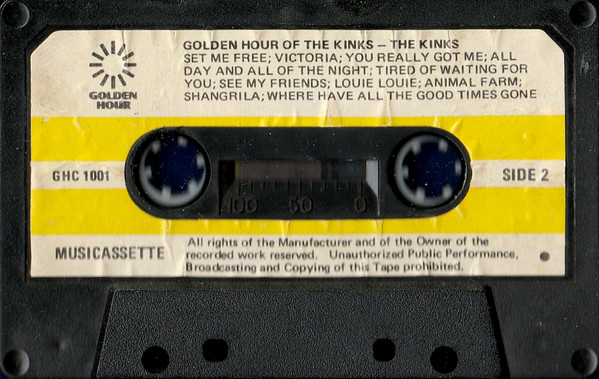 GOLDEN HOUR OF THE KINKS – THE KINKS
SET ME FREE; VICTORIA; YOU REALLY GOT ME; ALL
DAY AND ALL OF THE NIGHT; TIRED OF WAITING FOR
YOU; SEE MY FRIENDS; LOUIE LOUIE; ANIMAL FARM;
SHANGRILA; WHERE HAVE ALL THE GOOD TIMES GONE
GOLDEN
HOUR
GHC 1001
SIDE 2
100 50 0
MUSICASSETTE
All rights of the Manufacturer and of the Owner of the
recorded work reserved. Unauthorized Public Performance,
Broadcasting and Copying of this Tape prohibited.